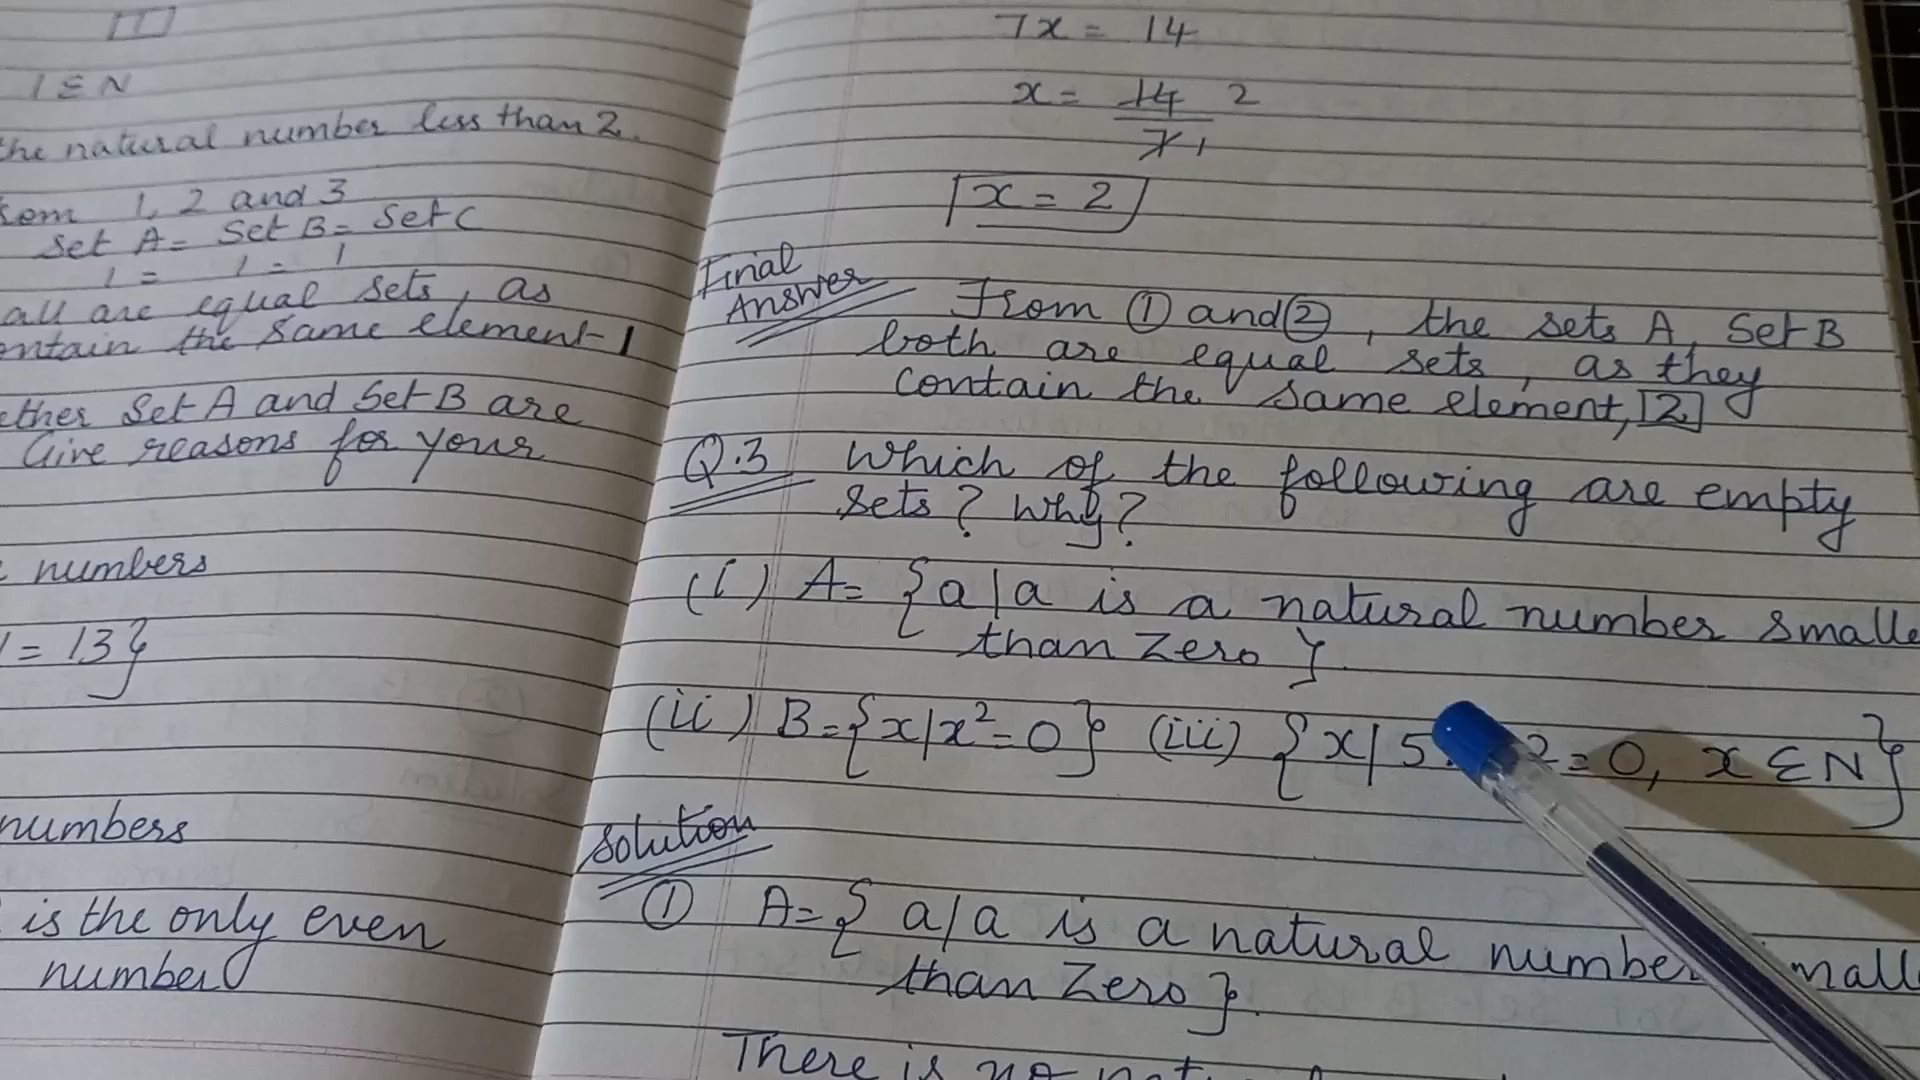 1 ∈ N
the natural number less than 2.
1, 2 and 3
Set A = Set B = Set C
1 = 1 = 1
all are equal sets, as
the same element-1
Set A and Set B are
Give reasons for your
numbers
= 13}
numbers
is the only even
number
7x = 14
x = 14 2
7 1
x = 2
Final
Answer
From ① and ②, the sets A, Set B
both are equal sets, as they
contain the same element, 2
Q.3 Which of the following are empty
sets? Why?
(i) A = {a/a is a natural number
than Zero}
(ii) B = {x/x² = 0} (iii) {x/5 2 = 0, x ∈ N}
Solution
① A = {a/a is a natural number
than Zero}.
There is no